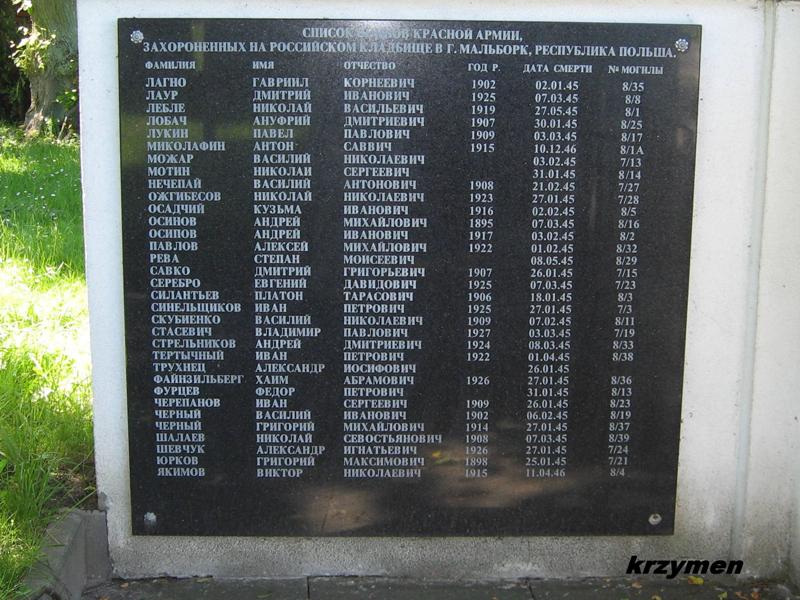 СПИСОК ВОИНОВ КРАСНОЙ АРМИИ,
ЗАХОРОНЕННЫХ НА РОССИЙСКОМ КЛАДБИЩЕ В Г. МАЛЬБОРК, РЕСПУБЛИКА ПОЛЬША.
ФАМИЛИЯ ИМЯ ОТЧЕСТВО ГОД Р. ДАТА СМЕРТИ № МОГИЛЫ
ЛАГНО ГАВРИИЛ КОРНЕЕВИЧ 1902 02.01.45 8/35
ЛАУР ДМИТРИЙ ИВАНОВИЧ 1925 07.03.45 8/8
ЛЕБЛЕ НИКОЛАЙ ВАСИЛЬЕВИЧ 1919 27.05.45 8/1
ЛОБАЧ АНУФРИЙ ДМИТРИЕВИЧ 1907 30.01.45 8/25
ЛУКИН ПАВЕЛ ПАВЛОВИЧ 1909 03.03.45 8/17
МИКОЛАФИН АНТОН САВВИЧ 1915 10.12.46 8/1А
МОЖАР ВАСИЛИЙ НИКОЛАЕВИЧ 03.02.45 7/13
МОТИН НИКОЛАЙ СЕРГЕЕВИЧ 31.01.45 8/14
НЕЧЕПАЙ ВАСИЛИЙ АНТОНОВИЧ 1908 21.02.45 7/27
ОЖГИБЕСОВ НИКОЛАЙ НИКОЛАЕВИЧ 1923 27.01.45 7/28
ОСАДЧИЙ КУЗЬМА ИВАНОВИЧ 1916 02.02.45 8/5
ОСИНОВ АНДРЕЙ МИХАЙЛОВИЧ 1895 07.03.45 8/16
ОСИПОВ АНДРЕЙ ИВАНОВИЧ 1917 03.02.45 8/2
ПАВЛОВ АЛЕКСЕЙ МИХАЙЛОВИЧ 1922 01.02.45 8/32
РЕВА СТЕПАН МОИСЕЕВИЧ 08.05.45 8/29
САВКО ДМИТРИЙ ГРИГОРЬЕВИЧ 1907 26.01.45 7/15
СЕРЕБРО ЕВГЕНИЙ ДАВИДОВИЧ 1925 07.03.45 7/23
СИЛАНТЬЕВ ПЛАТОН ТАРАСОВИЧ 1906 18.01.45 8/3
СИНЕЛЬЩИКОВ ИВАН ПЕТРОВИЧ 1925 27.01.45 7/3
СКУБИЕНКО ВАСИЛИЙ НИКОЛАЕВИЧ 1909 07.02.45 8/11
СТАСЕВИЧ ВЛАДИМИР ПАВЛОВИЧ 1927 03.03.45 7/19
СТРЕЛЬНИКОВ АНДРЕЙ ДМИТРИЕВИЧ 1924 08.03.45 8/33
ТЕРТЫЧНЫЙ ИВАН ПЕТРОВИЧ 1922 01.04.45 8/38
ТРУХНЕЦ АЛЕКСАНДР ИОСИФОВИЧ 26.01.45
ФАЙНЗИЛЬБЕРГ ХАИМ АБРАМОВИЧ 1926 27.01.45 8/36
ФУРЦЕВ ФЕДОР ПЕТРОВИЧ 31.01.45 8/13
ЧЕРЕПАНОВ ИВАН СЕРГЕЕВИЧ 1909 26.01.45 8/23
ЧЕРНЫЙ ВАСИЛИЙ ИВАНОВИЧ 1902 06.02.45 8/19
ЧЕРНЫЙ ГРИГОРИЙ МИХАЙЛОВИЧ 1914 27.01.45 8/37
ШАЛАЕВ НИКОЛАЙ СЕВОСТЬЯНОВИЧ 1908 07.03.45 8/39
ШЕВЧУК АЛЕКСАНДР ИГНАТЬЕВИЧ 1926 27.01.45 7/24
ЮРКОВ ГРИГОРИЙ МАКСИМОВИЧ 1898 25.01.45 7/21
ЯКИМОВ ВИКТОР НИКОЛАЕВИЧ 1915 11.04.46 8/4
krzymen